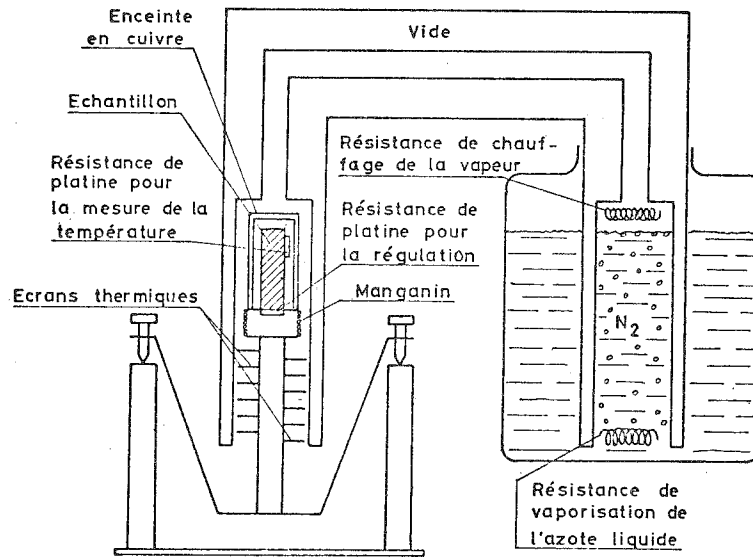 Enceinte
en cuivre
Vide
Echantillon
Résistance de chauf-
fage de la vapeur
Résistance de
platine pour
la mesure de la
température
Résistance de
platine pour
la régulation
Manganin
Ecrans thermiques
N2
Résistance de
vaporisation de
l'azote liquide